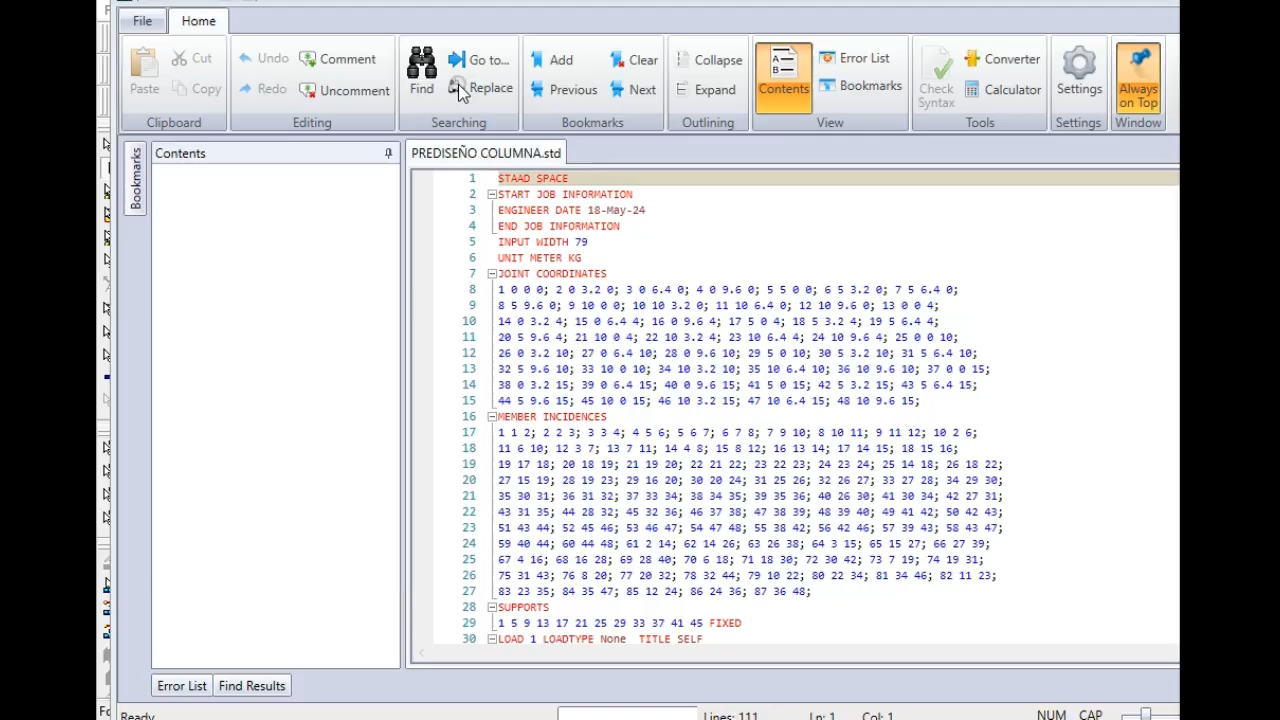 File Home
Paste Cut Copy Undo Redo Comment Uncomment Find Go to... Replace Add Previous Clear Next Collapse Expand Contents Error List Bookmarks Check Syntax Converter Calculator Settings Always on Top
Clipboard Editing Searching Bookmarks Outlining View Tools Settings Window
Bookmarks
Contents
PREDISEÑO COLUMNA.std
1 STAAD SPACE
2 START JOB INFORMATION
3 ENGINEER DATE 18-May-24
4 END JOB INFORMATION
5 INPUT WIDTH 79
6 UNIT METER KG
7 JOINT COORDINATES
8 1 0 0 0; 2 0 3.2 0; 3 0 6.4 0; 4 0 9.6 0; 5 5 0 0; 6 5 3.2 0; 7 5 6.4 0;
9 8 5 9.6 0; 9 10 0 0; 10 10 3.2 0; 11 10 6.4 0; 12 10 9.6 0; 13 0 0 4;
10 14 0 3.2 4; 15 0 6.4 4; 16 0 9.6 4; 17 5 0 4; 18 5 3.2 4; 19 5 6.4 4;
11 20 5 9.6 4; 21 10 0 4; 22 10 3.2 4; 23 10 6.4 4; 24 10 9.6 4; 25 0 0 10;
12 26 0 3.2 10; 27 0 6.4 10; 28 0 9.6 10; 29 5 0 10; 30 5 3.2 10; 31 5 6.4 10;
13 32 5 9.6 10; 33 10 0 10; 34 10 3.2 10; 35 10 6.4 10; 36 10 9.6 10; 37 0 0 15;
14 38 0 3.2 15; 39 0 6.4 15; 40 0 9.6 15; 41 5 0 15; 42 5 3.2 15; 43 5 6.4 15;
15 44 5 9.6 15; 45 10 0 15; 46 10 3.2 15; 47 10 6.4 15; 48 10 9.6 15;
16 MEMBER INCIDENCES
17 1 1 2; 2 2 3; 3 3 4; 4 5 6; 5 6 7; 6 7 8; 7 9 10; 8 10 11; 9 11 12; 10 2 6;
18 11 6 10; 12 3 7; 13 7 11; 14 4 8; 15 8 12; 16 13 14; 17 14 15; 18 15 16;
19 19 17 18; 20 18 19; 21 19 20; 22 21 22; 23 22 23; 24 23 24; 25 14 18; 26 18 22;
20 27 15 19; 28 19 23; 29 16 20; 30 20 24; 31 25 26; 32 26 27; 33 27 28; 34 29 30;
21 35 30 31; 36 31 32; 37 33 34; 38 34 35; 39 35 36; 40 26 30; 41 30 34; 42 27 31;
22 43 31 35; 44 28 32; 45 32 36; 46 37 38; 47 38 39; 48 39 40; 49 41 42; 50 42 43;
23 51 43 44; 52 45 46; 53 46 47; 54 47 48; 55 38 42; 56 42 46; 57 39 43; 58 43 47;
24 59 40 44; 60 44 48; 61 2 14; 62 14 26; 63 26 38; 64 3 15; 65 15 27; 66 27 39;
25 67 4 16; 68 16 28; 69 28 40; 70 6 18; 71 18 30; 72 30 42; 73 7 19; 74 19 31;
26 75 31 43; 76 8 20; 77 20 32; 78 32 44; 79 10 22; 80 22 34; 81 34 46; 82 11 23;
27 83 23 35; 84 35 47; 85 12 24; 86 24 36; 87 36 48;
28 SUPPORTS
29 1 5 9 13 17 21 25 29 33 37 41 45 FIXED
30 LOAD 1 LOADTYPE None TITLE SELF
Error List Find Results
Ready Lines: 111 Ln: 1 Col: 1 NUM CAP